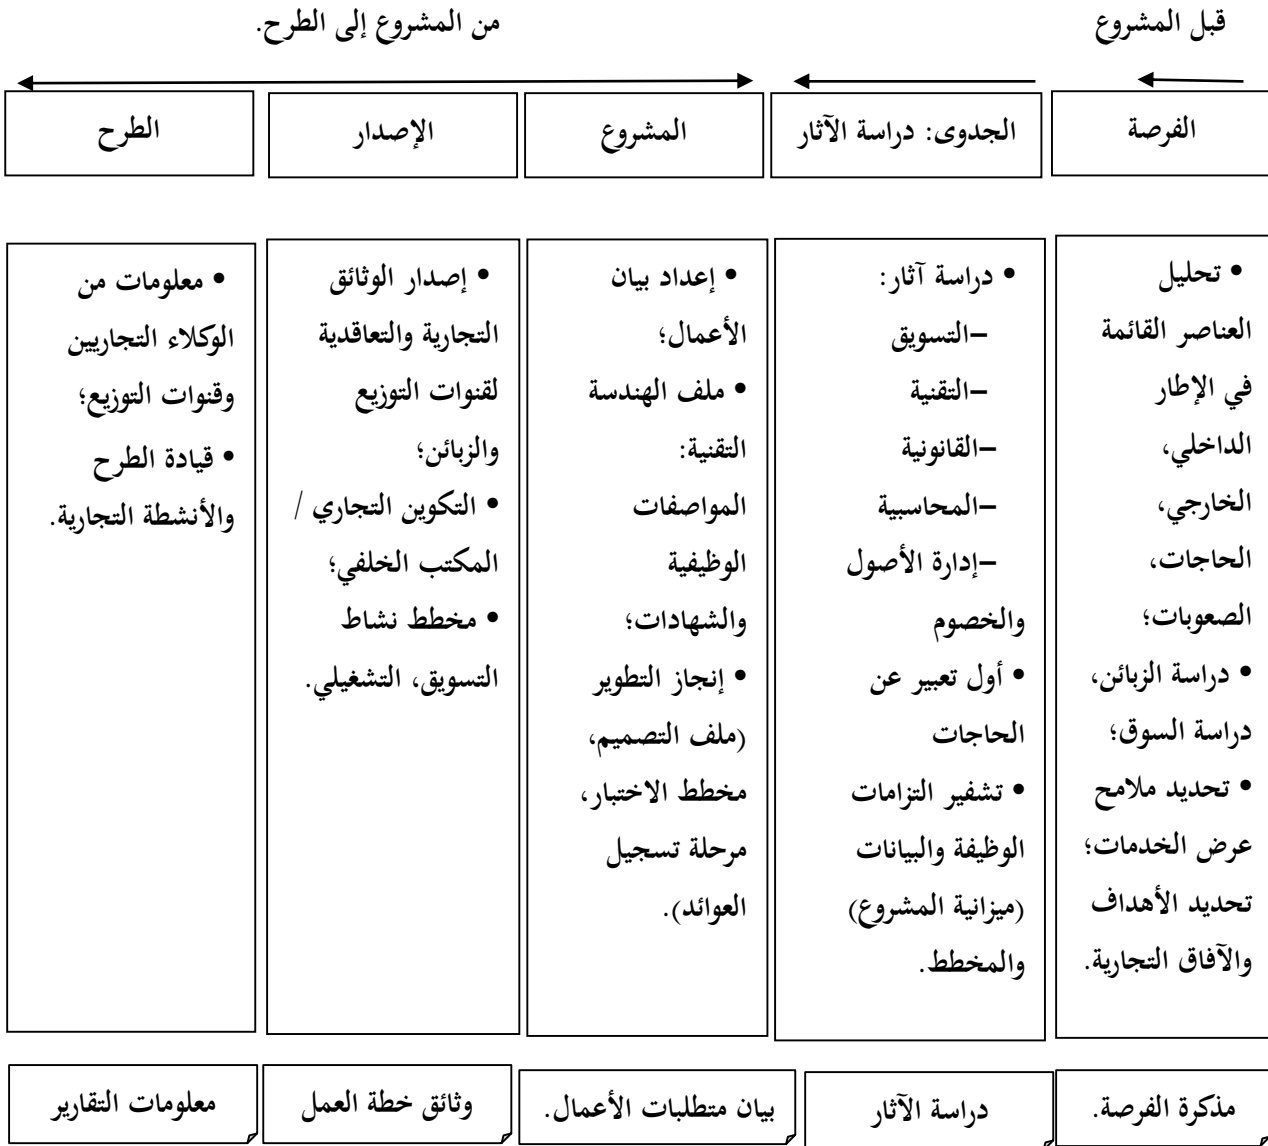 قبل المشروع
من المشروع إلى الطرح.
الفرصة
الجدوى: دراسة الآثار
المشروع
الإصدار
الطرح
• تحليل
العناصر القائمة
في الإطار
الداخلي،
الخارجي،
الحاجات،
الصعوبات؛
• دراسة الزبائن،
دراسة السوق؛
• تحديد ملامح
عرض الخدمات؛
تحديد الأهداف
والآفاق التجارية.
• دراسة آثار:
–التسويق
–التقنية
–القانونية
–المحاسبية
–إدارة الأصول
والخصوم
• أول تعبير عن
الحاجات
• تشفير التزامات
الوظيفة والبيانات
(ميزانية المشروع)
والمخطط.
• إعداد بيان
الأعمال؛
• ملف الهندسة
التقنية:
المواصفات
الوظيفية
والشهادات؛
• إنجاز التطوير
(ملف التصميم،
مخطط الاختبار،
مرحلة تسجيل
العوائد).
• إصدار الوثائق
التجارية والتعاقدية
لقنوات التوزيع
والزبائن؛
• التكوين التجاري /
المكتب الخلفي؛
• مخطط نشاط
التسويق، التشغيلي.
• معلومات من
الوكلاء التجاريين
وقنوات التوزيع؛
• قيادة الطرح
والأنشطة التجارية.
مذكرة الفرصة.
دراسة الآثار
بيان متطلبات الأعمال.
وثائق خطة العمل
معلومات التقارير